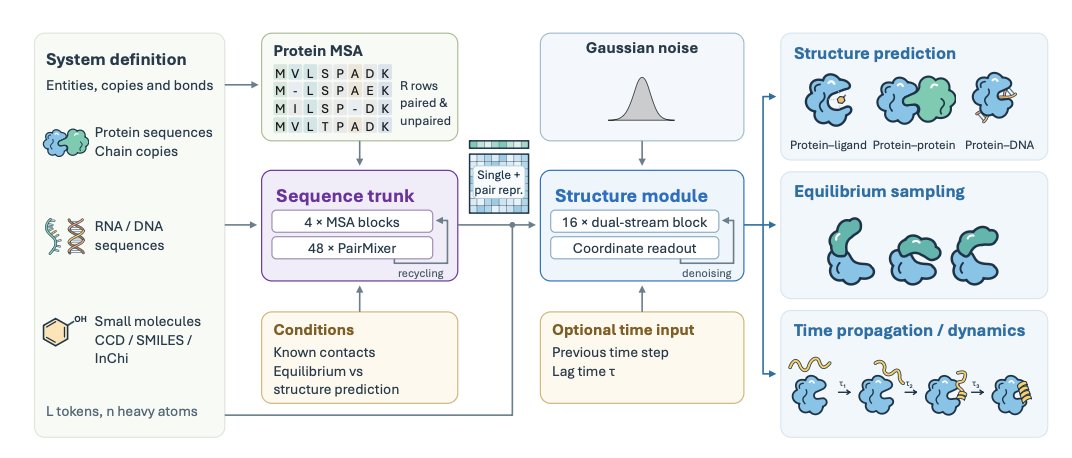 System definition
Entities, copies and bonds
Protein sequences
Chain copies
RNA / DNA
sequences
OH
Small molecules
CCD / SMILES /
InChi
L tokens, n heavy atoms
Protein MSA
M V L S P A D K
M - L S P A E K
M I L S P - D K
M V L T P A D K
R rows
paired &
unpaired
Sequence trunk
4 × MSA blocks
48 × PairMixer
recycling
Conditions
Known contacts
Equilibrium vs
structure prediction
Single +
pair repr.
Gaussian noise
Structure module
16 × dual-stream block
Coordinate readout
denoising
Optional time input
Previous time step
Lag time τ
Structure prediction
Protein–ligand
Protein–protein
Protein–DNA
Equilibrium sampling
Time propagation / dynamics
τ₁
τ₂
τ₃